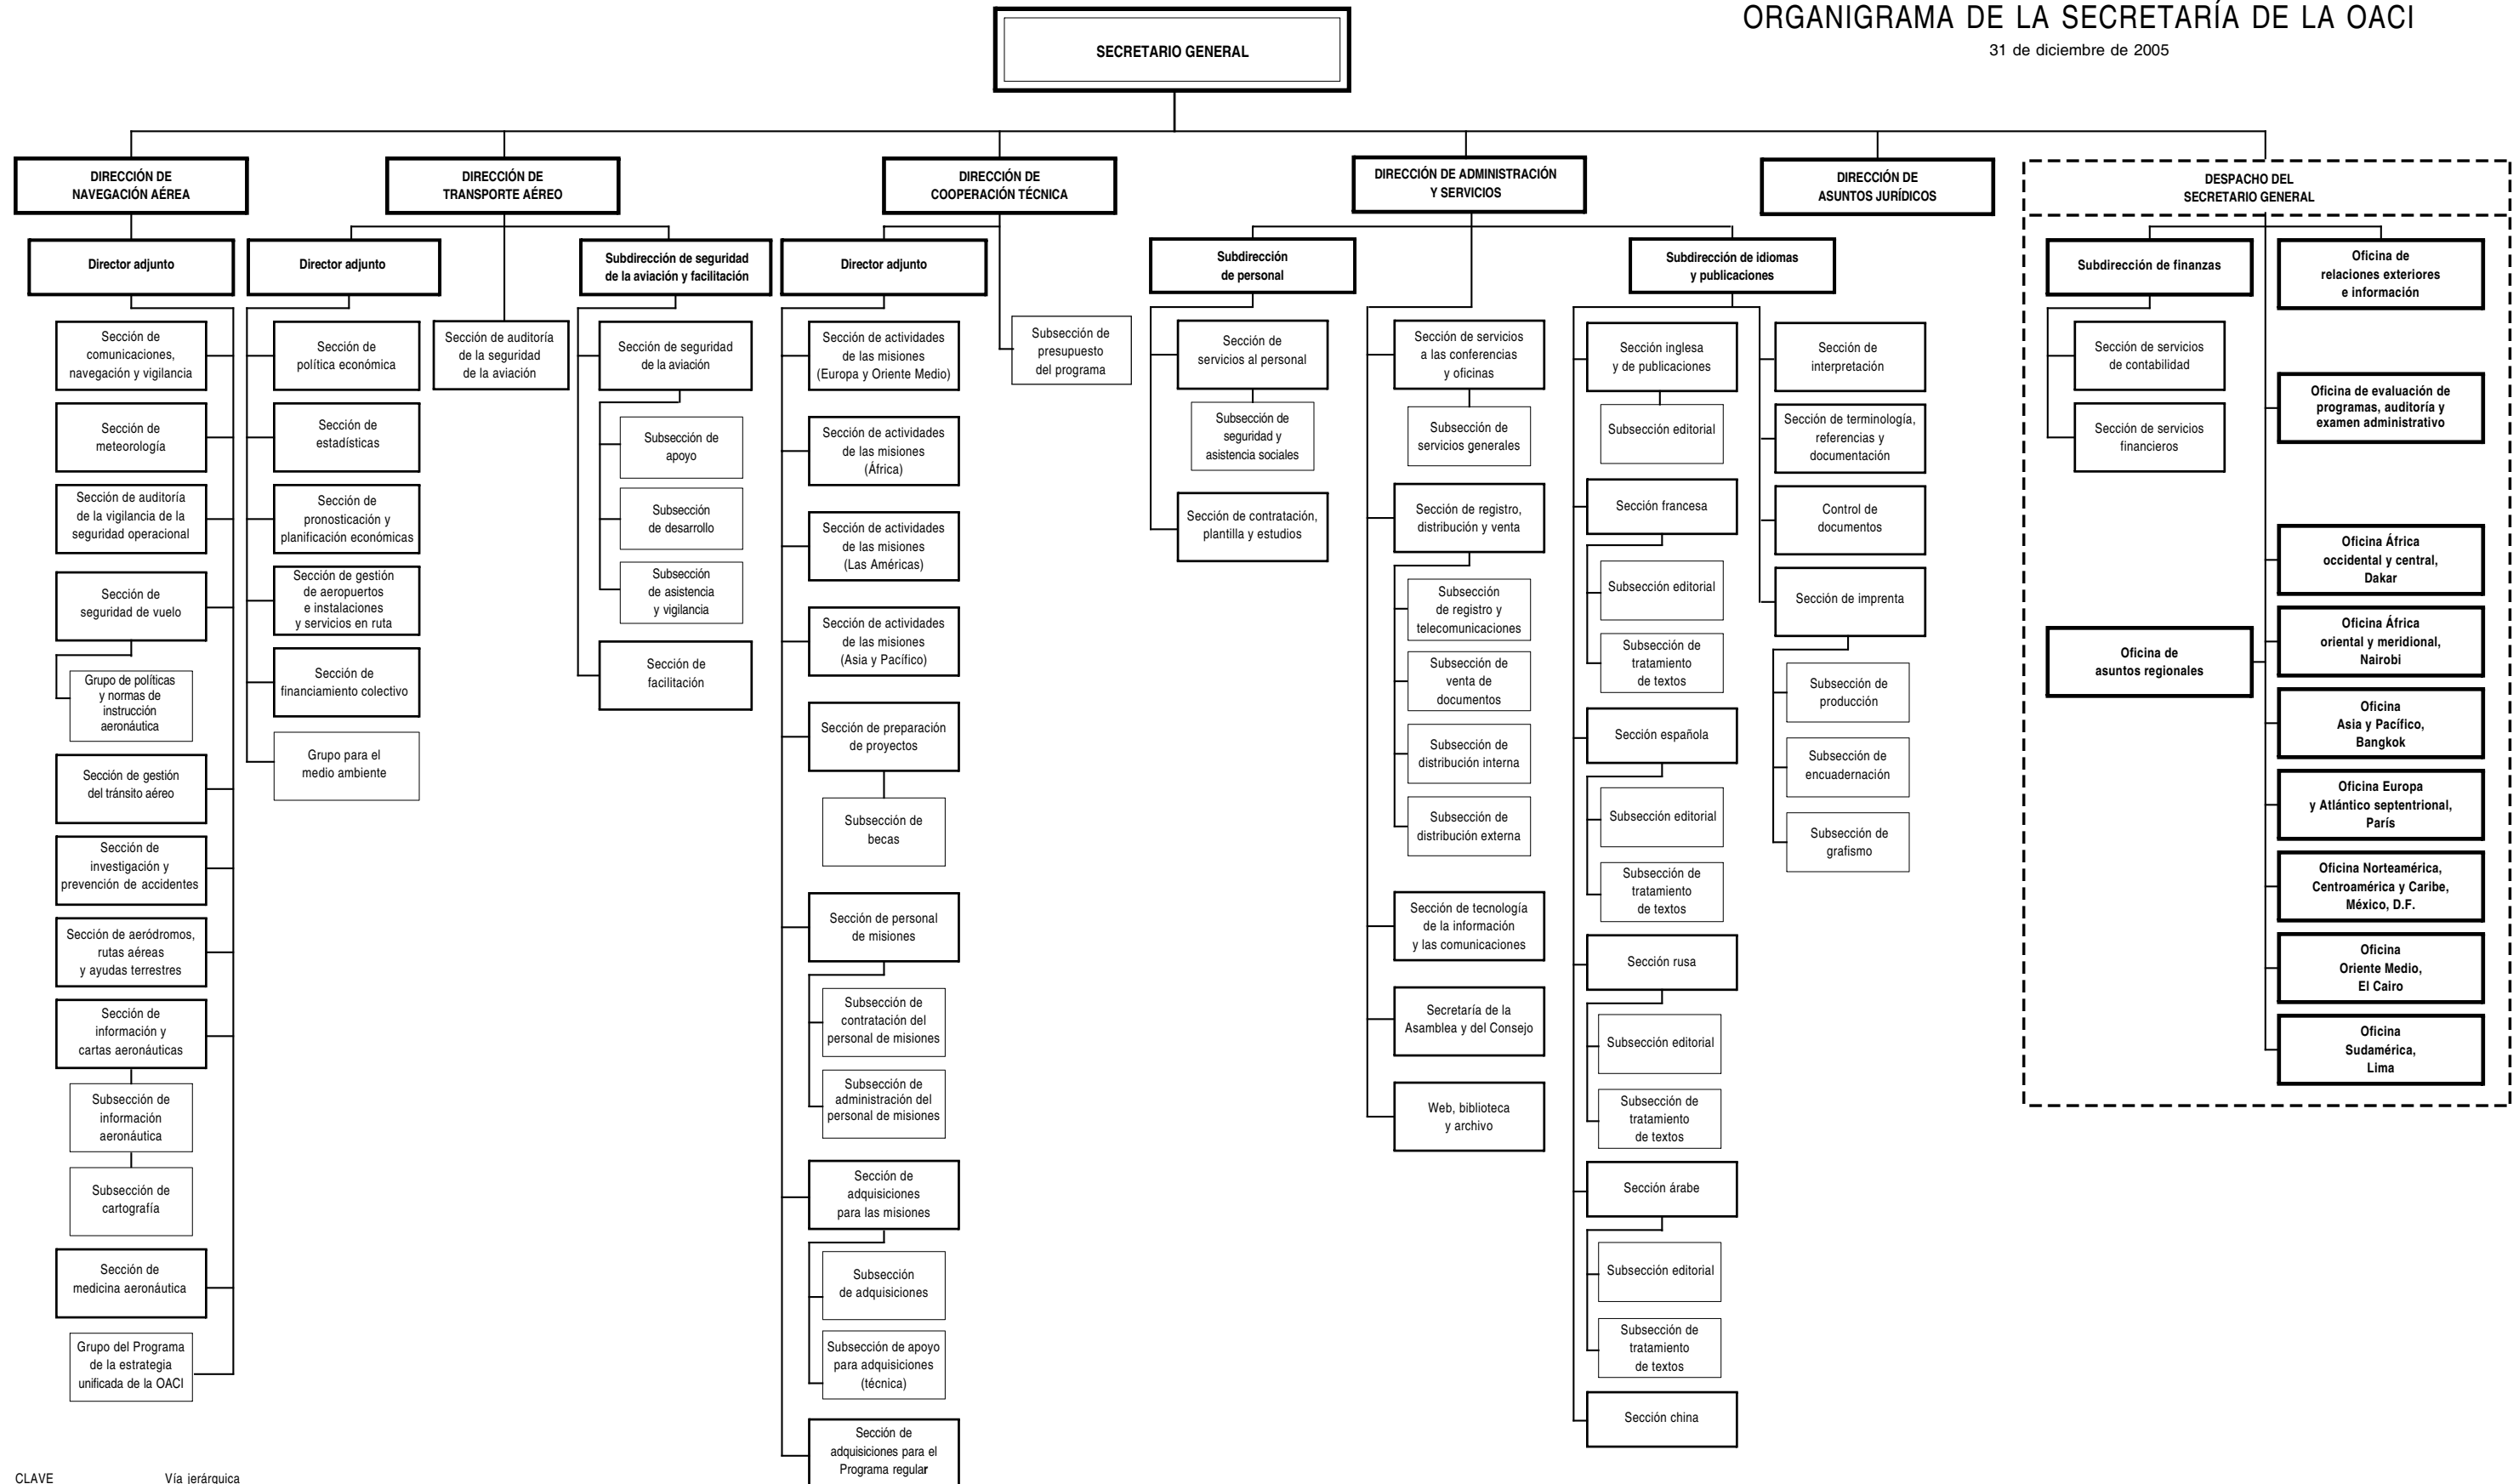 ORGANIGRAMA DE LA SECRETARÍA DE LA OACI
31 de diciembre de 2005
SECRETARIO GENERAL
DIRECCIÓN DE
NAVEGACIÓN AÉREA
Director adjunto
Sección de
comunicaciones,
navegación y vigilancia
Sección de
meteorología
Sección de auditoría
de la vigilancia de la
seguridad operacional
Sección de
seguridad de vuelo
Grupo de políticas
y normas de
instrucción
aeronáutica
Sección de gestión
del tránsito aéreo
Sección de
investigación y
prevención de accidentes
Sección de aeródromos,
rutas aéreas
y ayudas terrestres
Sección de
información y
cartas aeronáuticas
Subsección de
información
aeronáutica
Subsección de
cartografía
Sección de
medicina aeronáutica
Grupo del Programa
de la estrategia
unificada de la OACI
DIRECCIÓN DE
TRANSPORTE AÉREO
Director adjunto
Sección de
política económica
Sección de
estadísticas
Sección de
pronosticación y
planificación económicas
Sección de gestión
de aeropuertos
e instalaciones
y servicios en ruta
Sección de
financiamiento colectivo
Grupo para el
medio ambiente
Sección de auditoría
de la seguridad
de la aviación
Subdirección de seguridad
de la aviación y facilitación
Sección de seguridad
de la aviación
Subsección de
apoyo
Subsección
de desarrollo
Subsección
de asistencia
y vigilancia
Sección de
facilitación
DIRECCIÓN DE
COOPERACIÓN TÉCNICA
Director adjunto
Sección de actividades
de las misiones
(Europa y Oriente Medio)
Sección de actividades
de las misiones
(África)
Sección de actividades
de las misiones
(Las Américas)
Sección de actividades
de las misiones
(Asia y Pacífico)
Sección de preparación
de proyectos
Subsección de
becas
Sección de personal
de misiones
Subsección de
contratación del
personal de misiones
Subsección de
administración del
personal de misiones
Sección de
adquisiciones
para las misiones
Subsección
de adquisiciones
Subsección de apoyo
para adquisiciones
(técnica)
Sección de
adquisiciones para el
Programa regular
Subsección de
presupuesto
del programa
DIRECCIÓN DE ADMINISTRACIÓN
Y SERVICIOS
Subdirección
de personal
Sección de
servicios al personal
Subsección de
seguridad y
asistencia sociales
Sección de contratación,
plantilla y estudios
Sección de servicios
a las conferencias
y oficinas
Subsección de
servicios generales
Sección de registro,
distribución y venta
Subsección
de registro y
telecomunicaciones
Subsección de
venta de
documentos
Subsección de
distribución interna
Subsección de
distribución externa
Sección de tecnología
de la información
y las comunicaciones
Secretaría de la
Asamblea y del Consejo
Web, biblioteca
y archivo
Subdirección de idiomas
y publicaciones
Sección inglesa
y de publicaciones
Subsección editorial
Sección francesa
Subsección editorial
Subsección de
tratamiento
de textos
Sección española
Subsección editorial
Subsección de
tratamiento
de textos
Sección rusa
Subsección editorial
Subsección de
tratamiento
de textos
Sección árabe
Subsección editorial
Subsección de
tratamiento
de textos
Sección china
Sección de
interpretación
Sección de terminología,
referencias y
documentación
Control de
documentos
Sección de imprenta
Subsección de
producción
Subsección de
encuadernación
Subsección de
grafismo
DIRECCIÓN DE
ASUNTOS JURÍDICOS
DESPACHO DEL
SECRETARIO GENERAL
Subdirección de finanzas
Sección de servicios
de contabilidad
Sección de servicios
financieros
Oficina de
asuntos regionales
Oficina de
relaciones exteriores
e información
Oficina de evaluación de
programas, auditoría y
examen administrativo
Oficina África
occidental y central,
Dakar
Oficina África
oriental y meridional,
Nairobi
Oficina
Asia y Pacífico,
Bangkok
Oficina Europa
y Atlántico septentrional,
París
Oficina Norteamérica,
Centroamérica y Caribe,
México, D.F.
Oficina
Oriente Medio,
El Cairo
Oficina
Sudamérica,
Lima
CLAVE Vía jerárquica